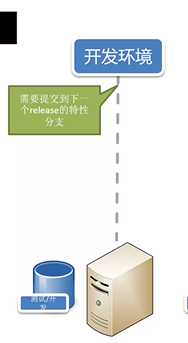 开发环境
需要提交到下一
个release的特性
分支
测试/开
发